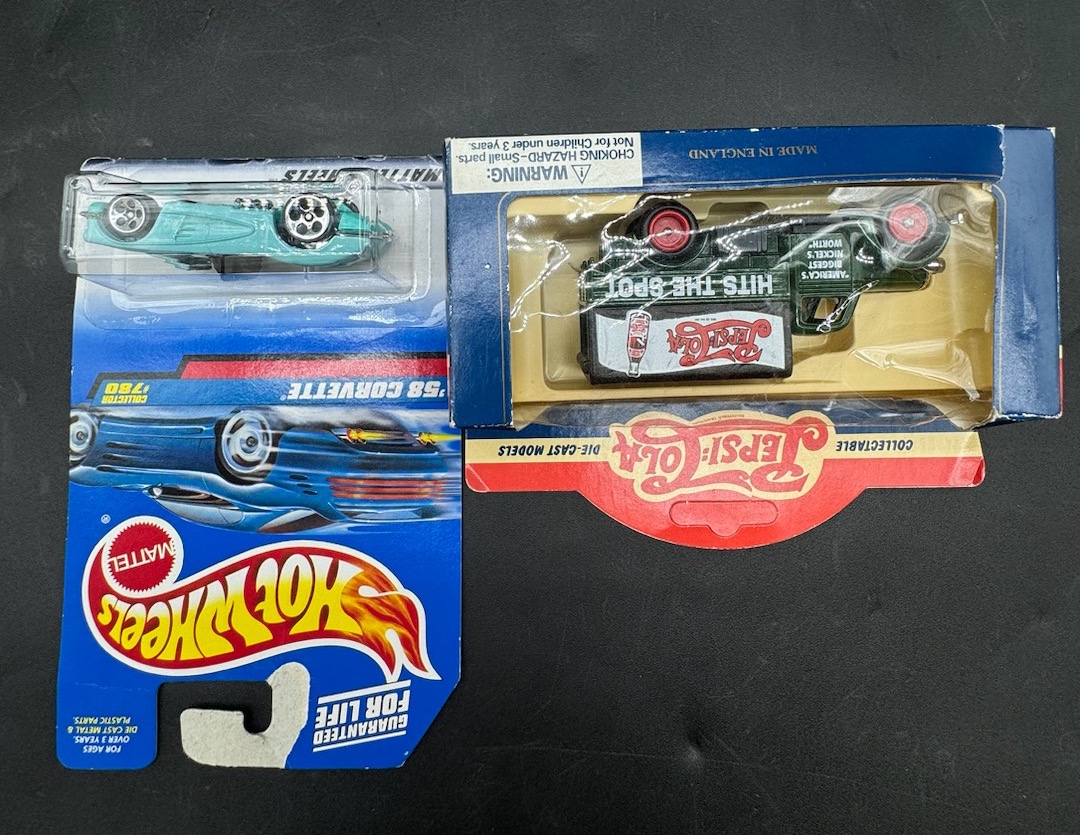 MATTEL WHEELS
'58 CORVETTE
COLLECTOR
#780
MATTEL
®
HOT WHEELS
GUARANTEED
FOR LIFE
FOR AGES
OVER 3 YEARS.
DIE CAST METAL &
PLASTIC PARTS.
COLLECTABLE
PEPSI:COLA
DIE-CAST MODELS
PEPSI:COLA
HITS THE SPOT
"AMERICA'S
BIGGEST
NICKEL'S
WORTH"
MADE IN ENGLAND
WARNING:
CHOKING HAZARD–Small parts.
Not for Children under 3 years.